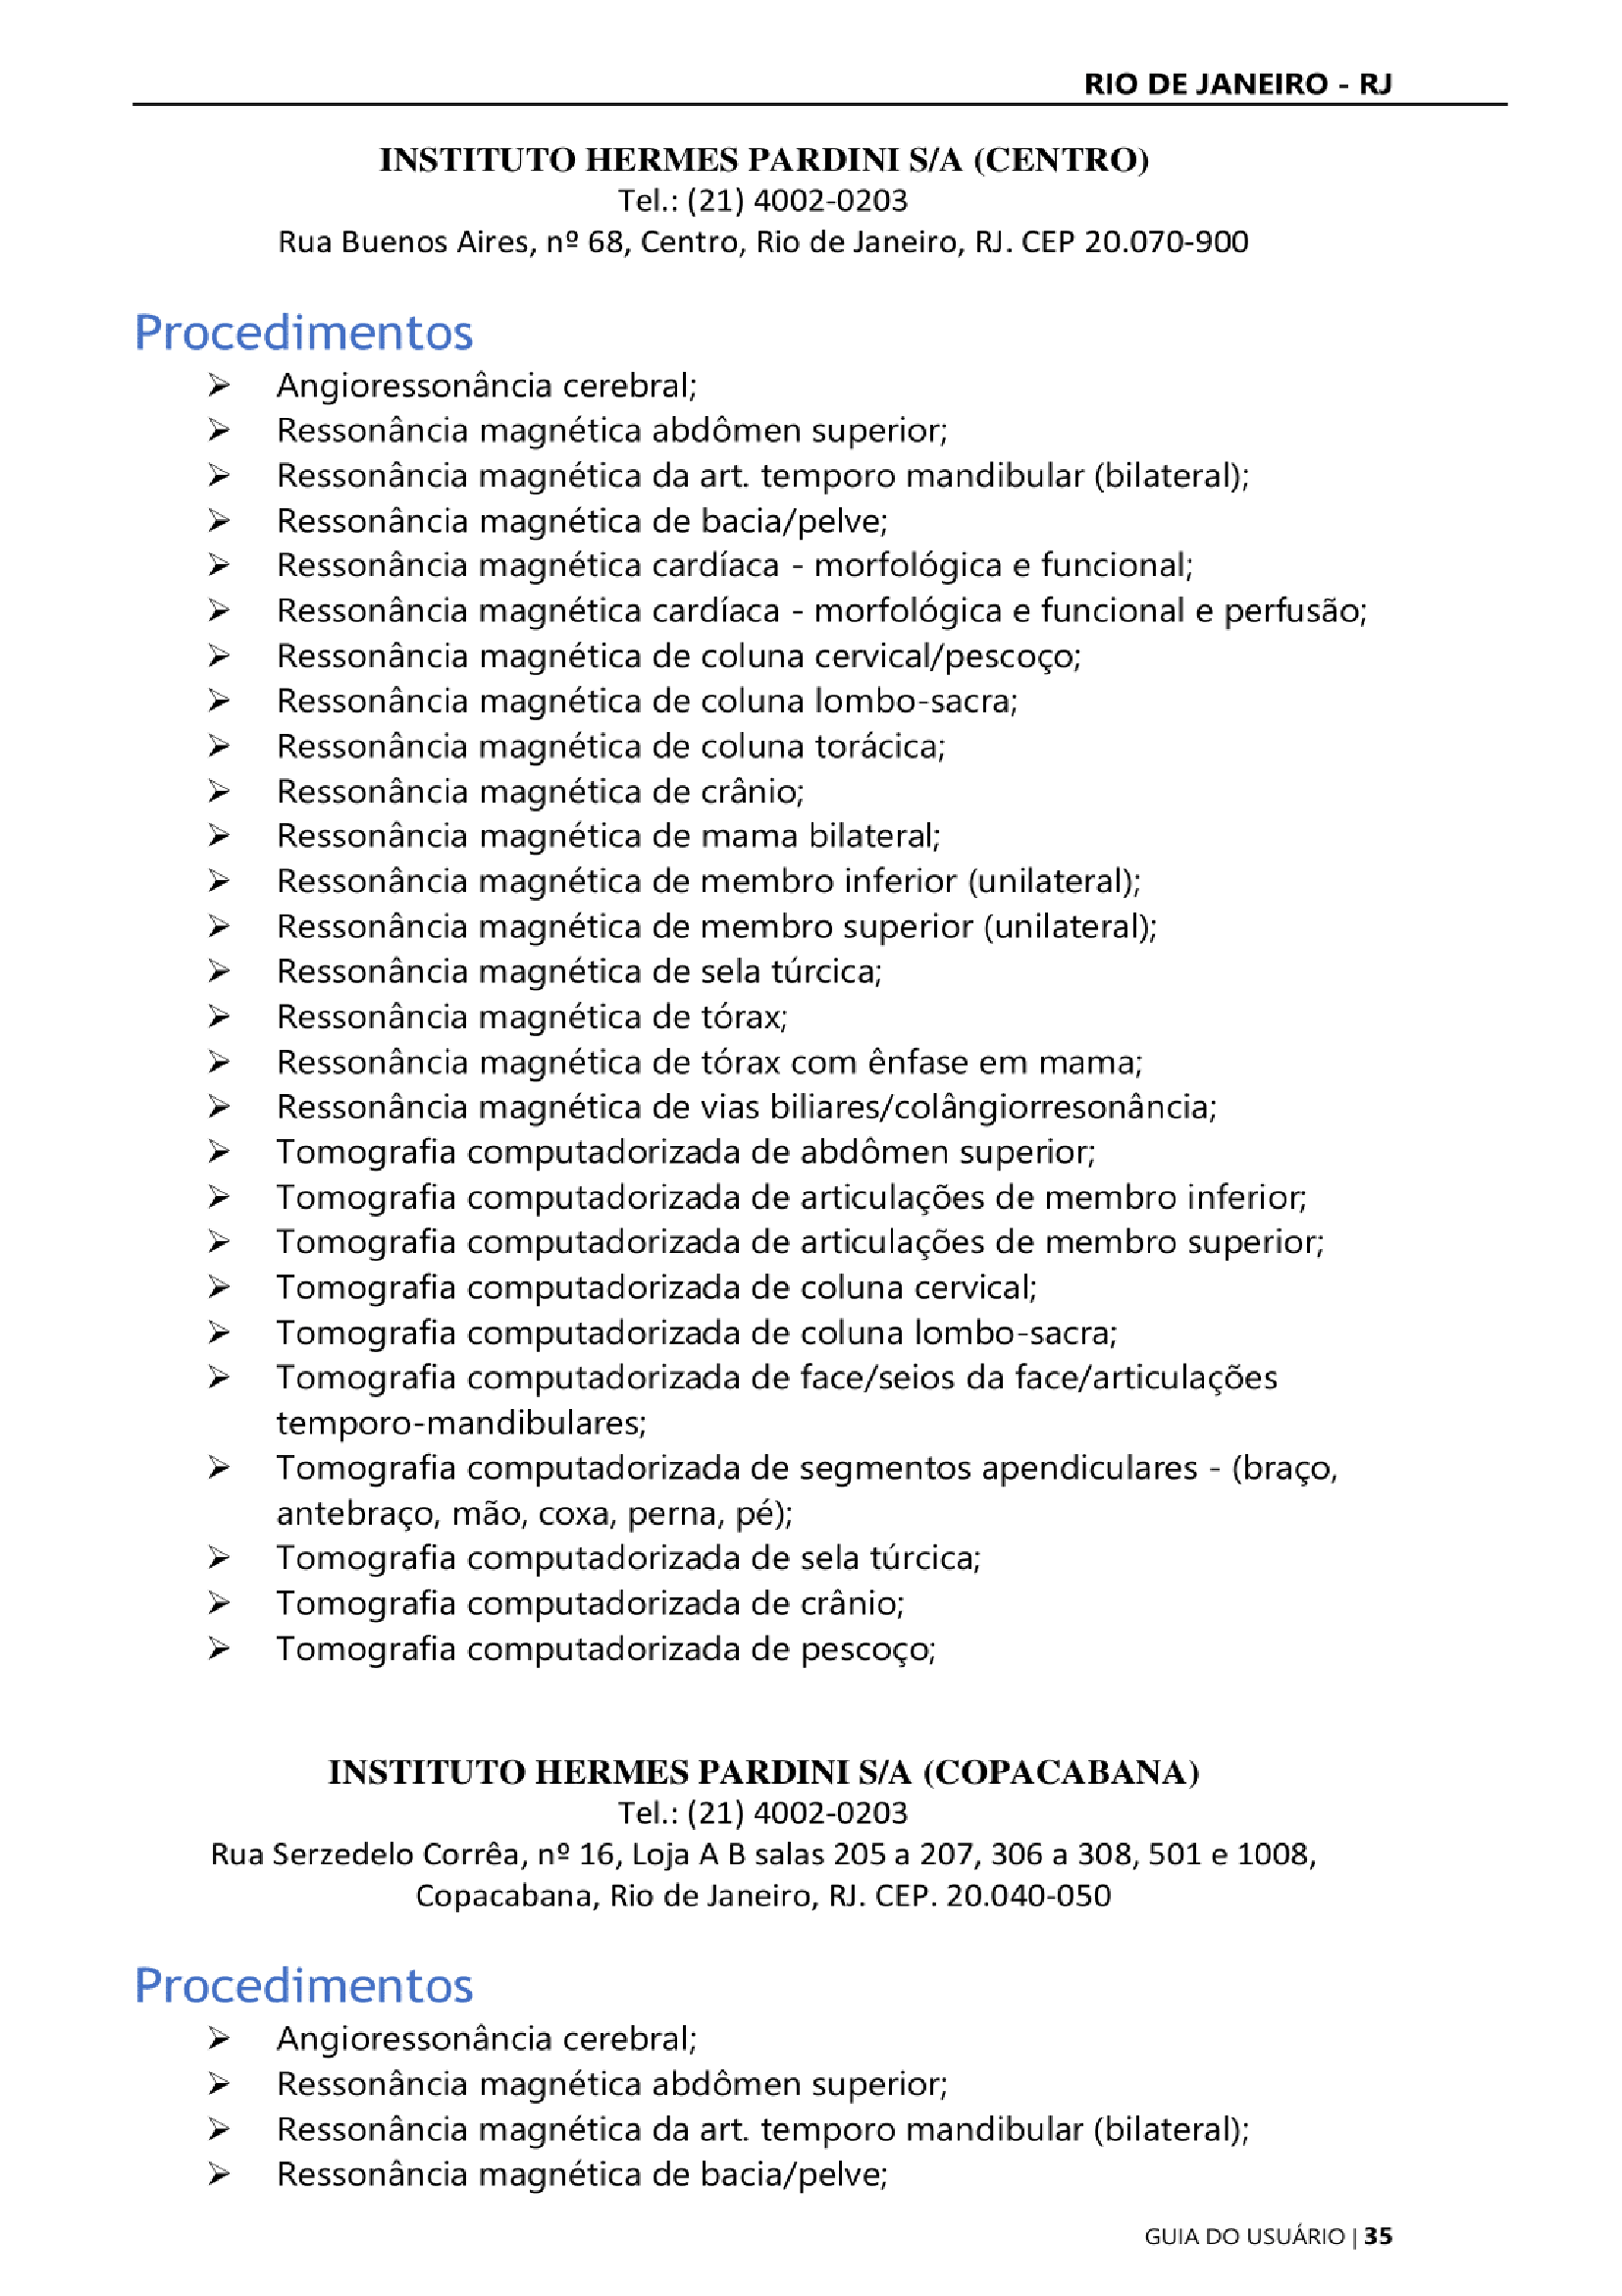 RIO DE JANEIRO - RJ
INSTITUTO HERMES PARDINI S/A (CENTRO)
Tel.: (21) 4002-0203
Rua Buenos Aires, nº 68, Centro, Rio de Janeiro, RJ. CEP 20.070-900
Procedimentos
➢ Angioressonância cerebral;
➢ Ressonância magnética abdômen superior;
➢ Ressonância magnética da art. temporo mandibular (bilateral);
➢ Ressonância magnética de bacia/pelve;
➢ Ressonância magnética cardíaca - morfológica e funcional;
➢ Ressonância magnética cardíaca - morfológica e funcional e perfusão;
➢ Ressonância magnética de coluna cervical/pescoço;
➢ Ressonância magnética de coluna lombo-sacra;
➢ Ressonância magnética de coluna torácica;
➢ Ressonância magnética de crânio;
➢ Ressonância magnética de mama bilateral;
➢ Ressonância magnética de membro inferior (unilateral);
➢ Ressonância magnética de membro superior (unilateral);
➢ Ressonância magnética de sela túrcica;
➢ Ressonância magnética de tórax;
➢ Ressonância magnética de tórax com ênfase em mama;
➢ Ressonância magnética de vias biliares/colângiorresonância;
➢ Tomografia computadorizada de abdômen superior;
➢ Tomografia computadorizada de articulações de membro inferior;
➢ Tomografia computadorizada de articulações de membro superior;
➢ Tomografia computadorizada de coluna cervical;
➢ Tomografia computadorizada de coluna lombo-sacra;
➢ Tomografia computadorizada de face/seios da face/articulações
temporo-mandibulares;
➢ Tomografia computadorizada de segmentos apendiculares - (braço,
antebraço, mão, coxa, perna, pé);
➢ Tomografia computadorizada de sela túrcica;
➢ Tomografia computadorizada de crânio;
➢ Tomografia computadorizada de pescoço;
INSTITUTO HERMES PARDINI S/A (COPACABANA)
Tel.: (21) 4002-0203
Rua Serzedelo Corrêa, nº 16, Loja A B salas 205 a 207, 306 a 308, 501 e 1008,
Copacabana, Rio de Janeiro, RJ. CEP. 20.040-050
Procedimentos
➢ Angioressonância cerebral;
➢ Ressonância magnética abdômen superior;
➢ Ressonância magnética da art. temporo mandibular (bilateral);
➢ Ressonância magnética de bacia/pelve;
GUIA DO USUÁRIO | 35